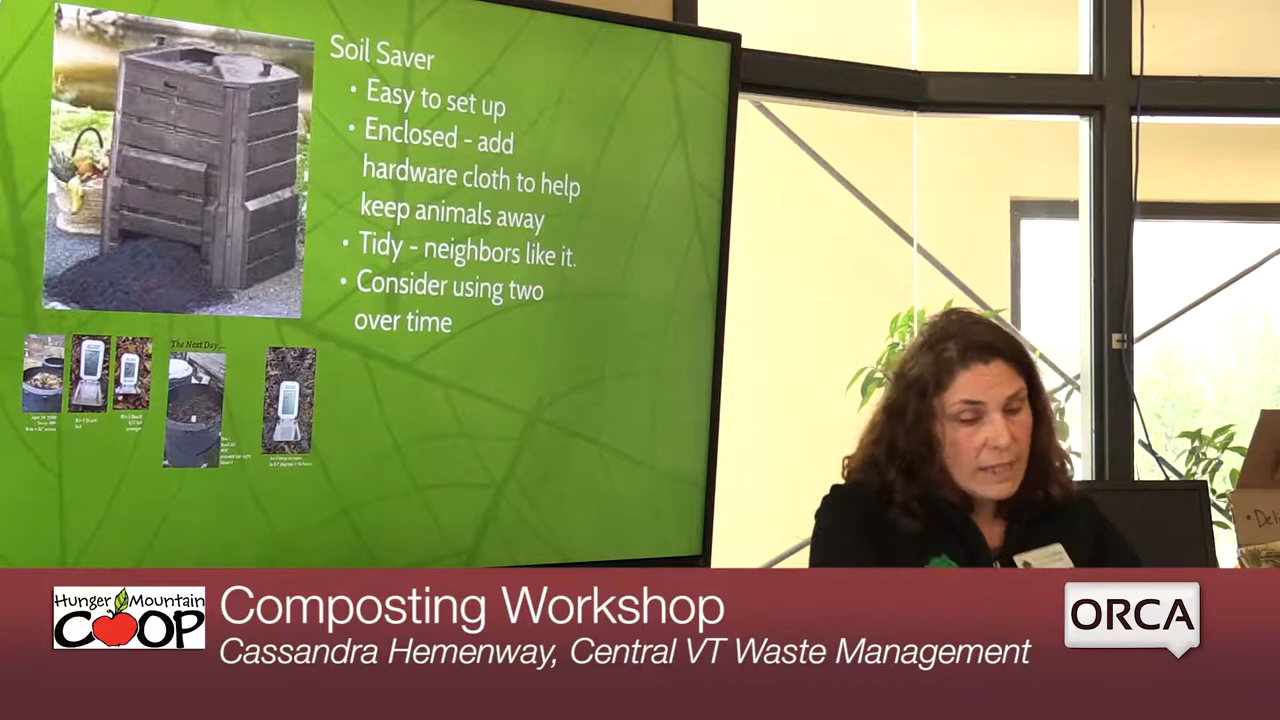 Soil Saver
• Easy to set up
• Enclosed - add
hardware cloth to help
keep animals away
• Tidy - neighbors like it.
• Consider using two
over time
The Next Day...
Hunger Mountain
COOP
Composting Workshop
Cassandra Hemenway, Central VT Waste Management
ORCA